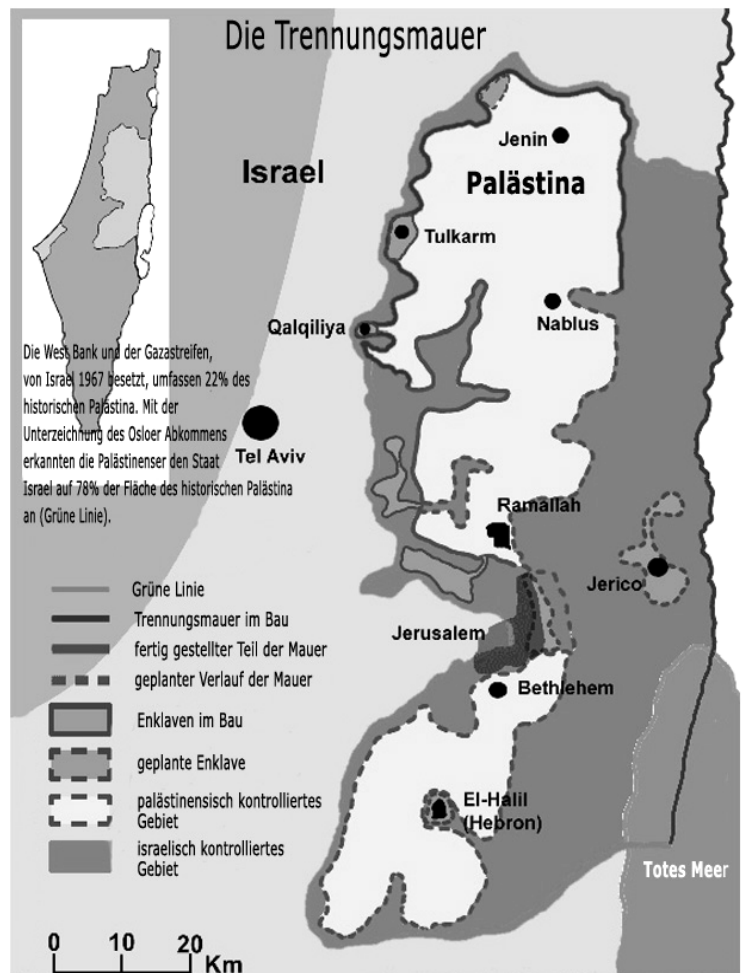 Die Trennungsmauer
Jenin
Israel
Palästina
Tulkarm
Qalqiliya
Nablus
Die West Bank und der Gazastreifen,
von Israel 1967 besetzt, umfassen 22% des
historischen Palästina. Mit der
Unterzeichnung des Osloer Abkommens
erkannten die Palästinenser den Staat
Israel auf 78% der Fläche des historischen Palästina
an (Grüne Linie).
Tel Aviv
Ramallah
Jerico
Jerusalem
Bethlehem
El-Halil
(Hebron)
Totes Meer
Grüne Linie
Trennungsmauer im Bau
fertig gestellter Teil der Mauer
geplanter Verlauf der Mauer
Enklaven im Bau
geplante Enklave
palästinensisch kontrolliertes
Gebiet
israelisch kontrolliertes
Gebiet
0 10 20
Km